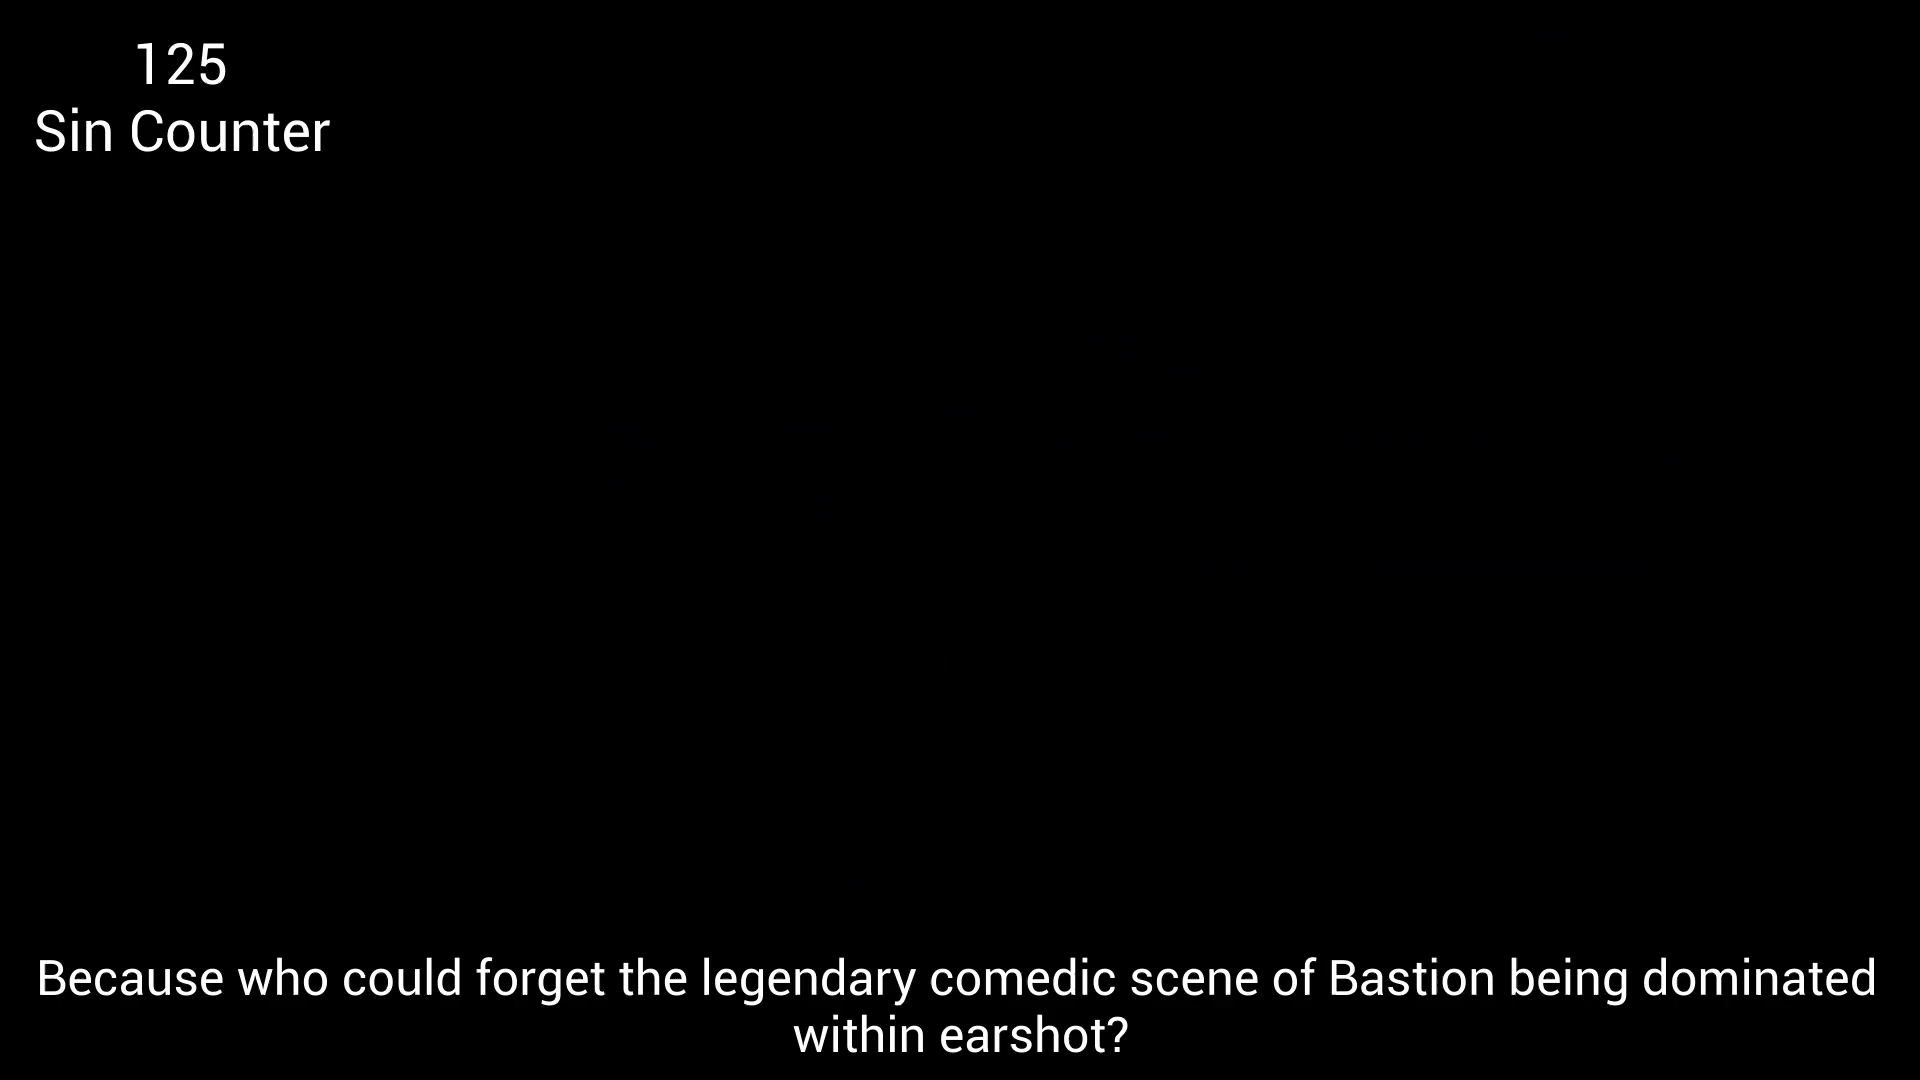 125
Sin Counter
Because who could forget the legendary comedic scene of Bastion being dominated
within earshot?